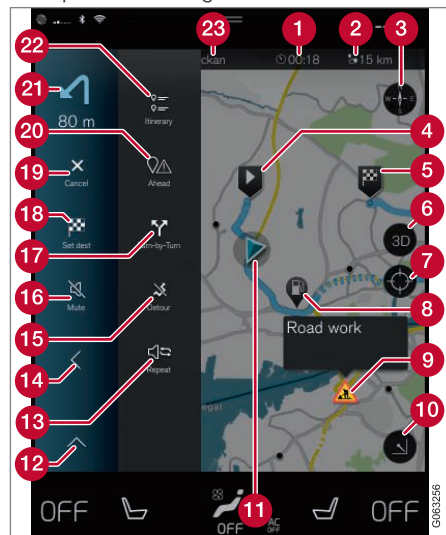 23 1 2 3
ckan 00:18 15 km
22
W E
21
80 m
Itinerary
20
4
5
19
Cancel
Ahead
18
Set dest
17
Turn-by-Turn
6
3D
7
16
Mute
15
Detour
8
Road work
14
13
Repeat
9
egat
10
12
11
OFF OFF AC OFF OFF
G063256